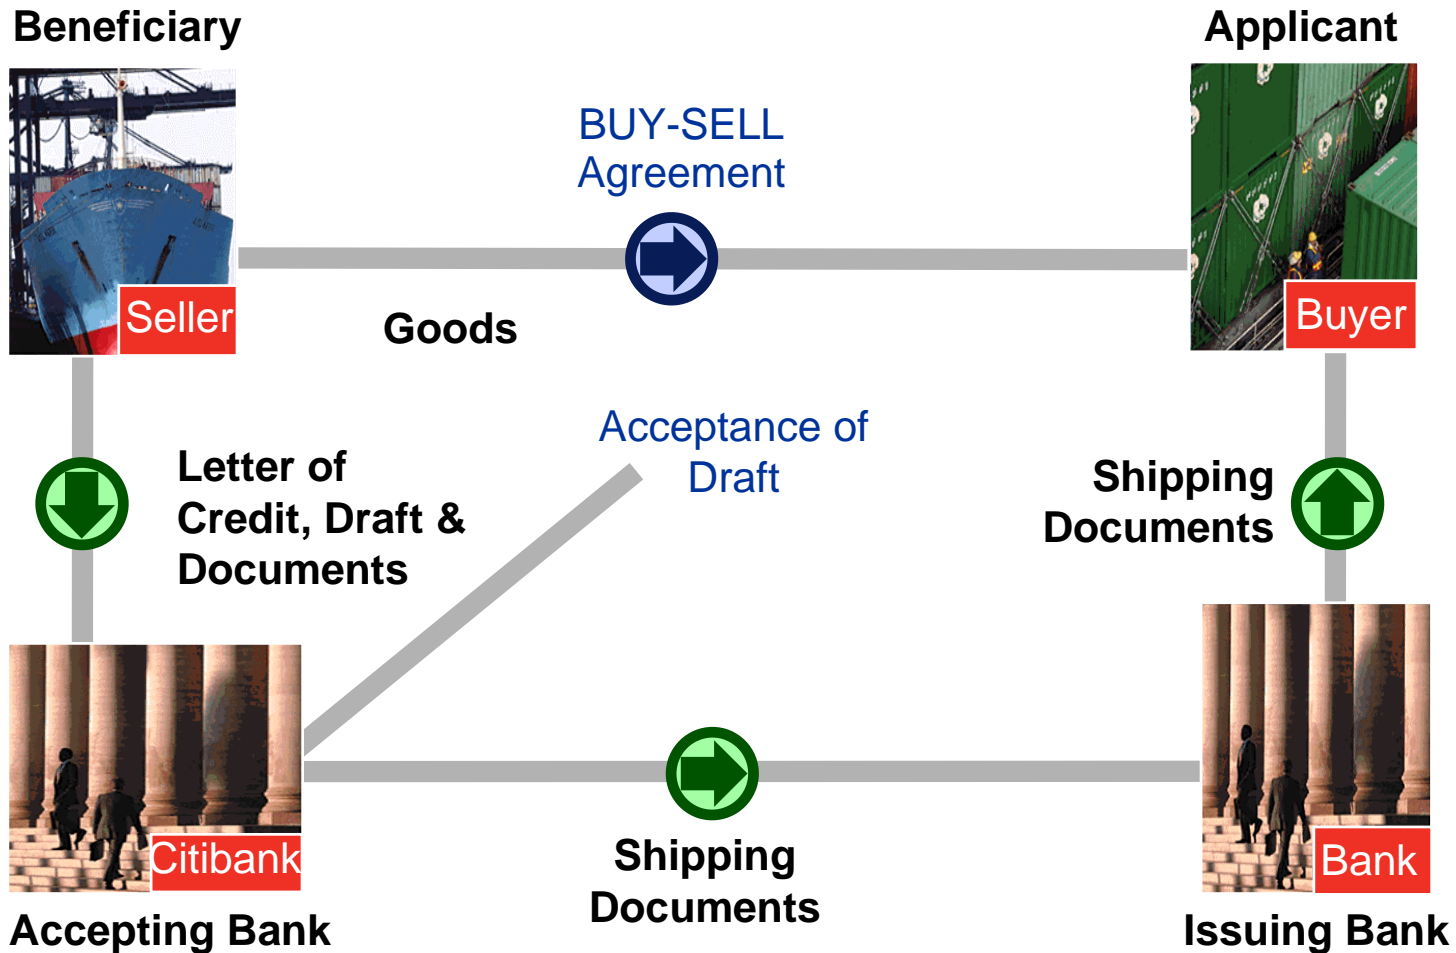 Beneficiary
Applicant
BUY-SELL
Agreement
Seller
Buyer
Goods
Acceptance of
Draft
Letter of
Credit, Draft &
Documents
Shipping
Documents
Citibank
Shipping
Documents
Bank
Accepting Bank
Issuing Bank